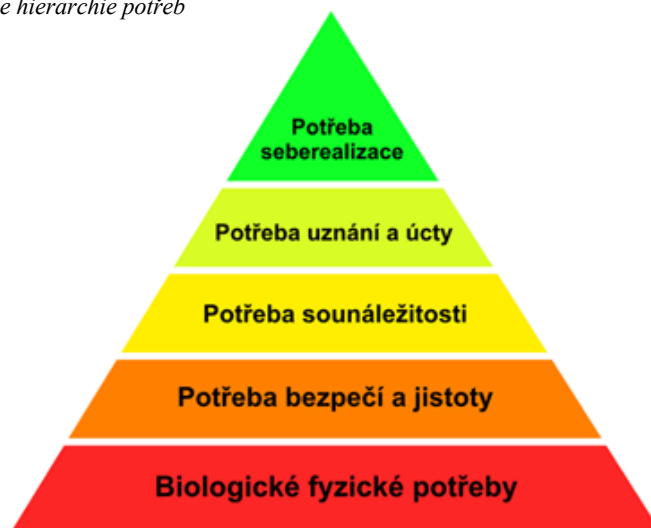 e hierarchie potřeb
Potřeba
seberealizace
Potřeba uznání a úcty
Potřeba sounáležitosti
Potřeba bezpečí a jistoty
Biologické fyzické potřeby